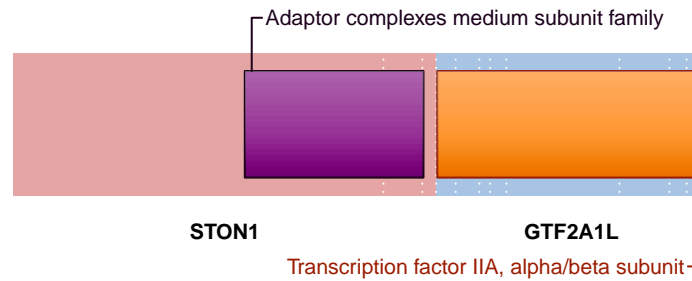 Adaptor complexes medium subunit family
STON1
GTF2A1L
Transcription factor IIA, alpha/beta subunit